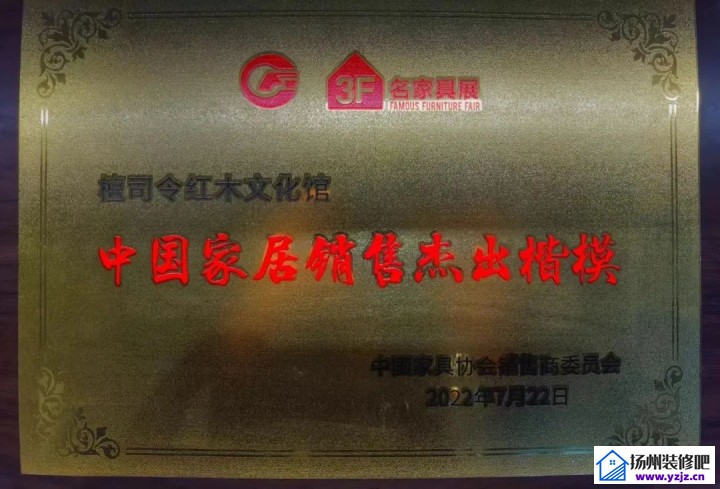 3F 名家具展
FAMOUS FURNITURE FAIR
檀司令红木文化馆
中国家居销售杰出楷模
中国家具协会销售商委员会
2022年7月22日
扬州装修吧
www.yzjz.cn